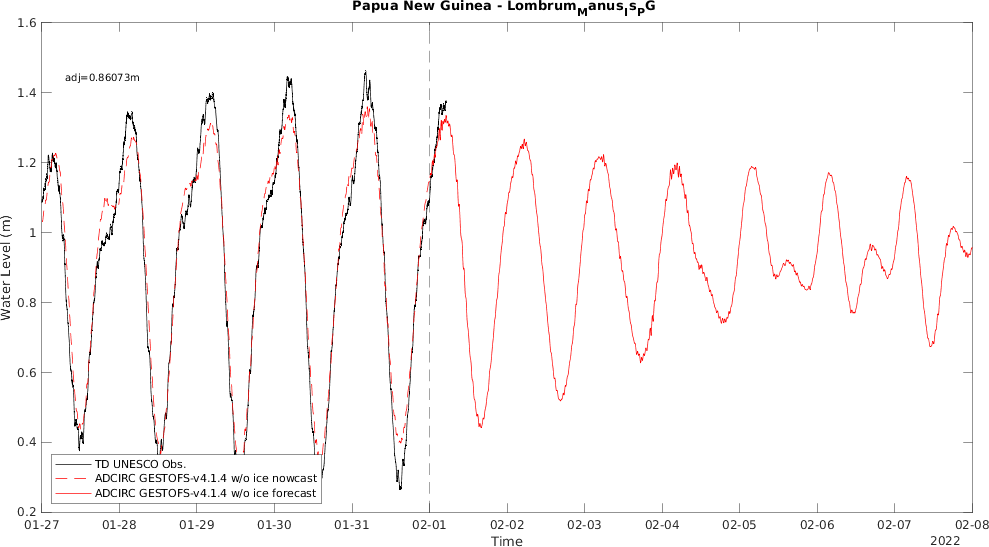 Papua New Guinea - LombrumManusIsPG
1.6
1.4
1.2
1
0.8
0.6
0.4
0.2
Water Level (m)
adj=0.86073m
TD UNESCO Obs.
ADCIRC GESTOFS-v4.1.4 w/o ice nowcast
ADCIRC GESTOFS-v4.1.4 w/o ice forecast
01-27 01-28 01-29 01-30 01-31 02-01 02-02 02-03 02-04 02-05 02-06 02-07 02-08
Time
2022